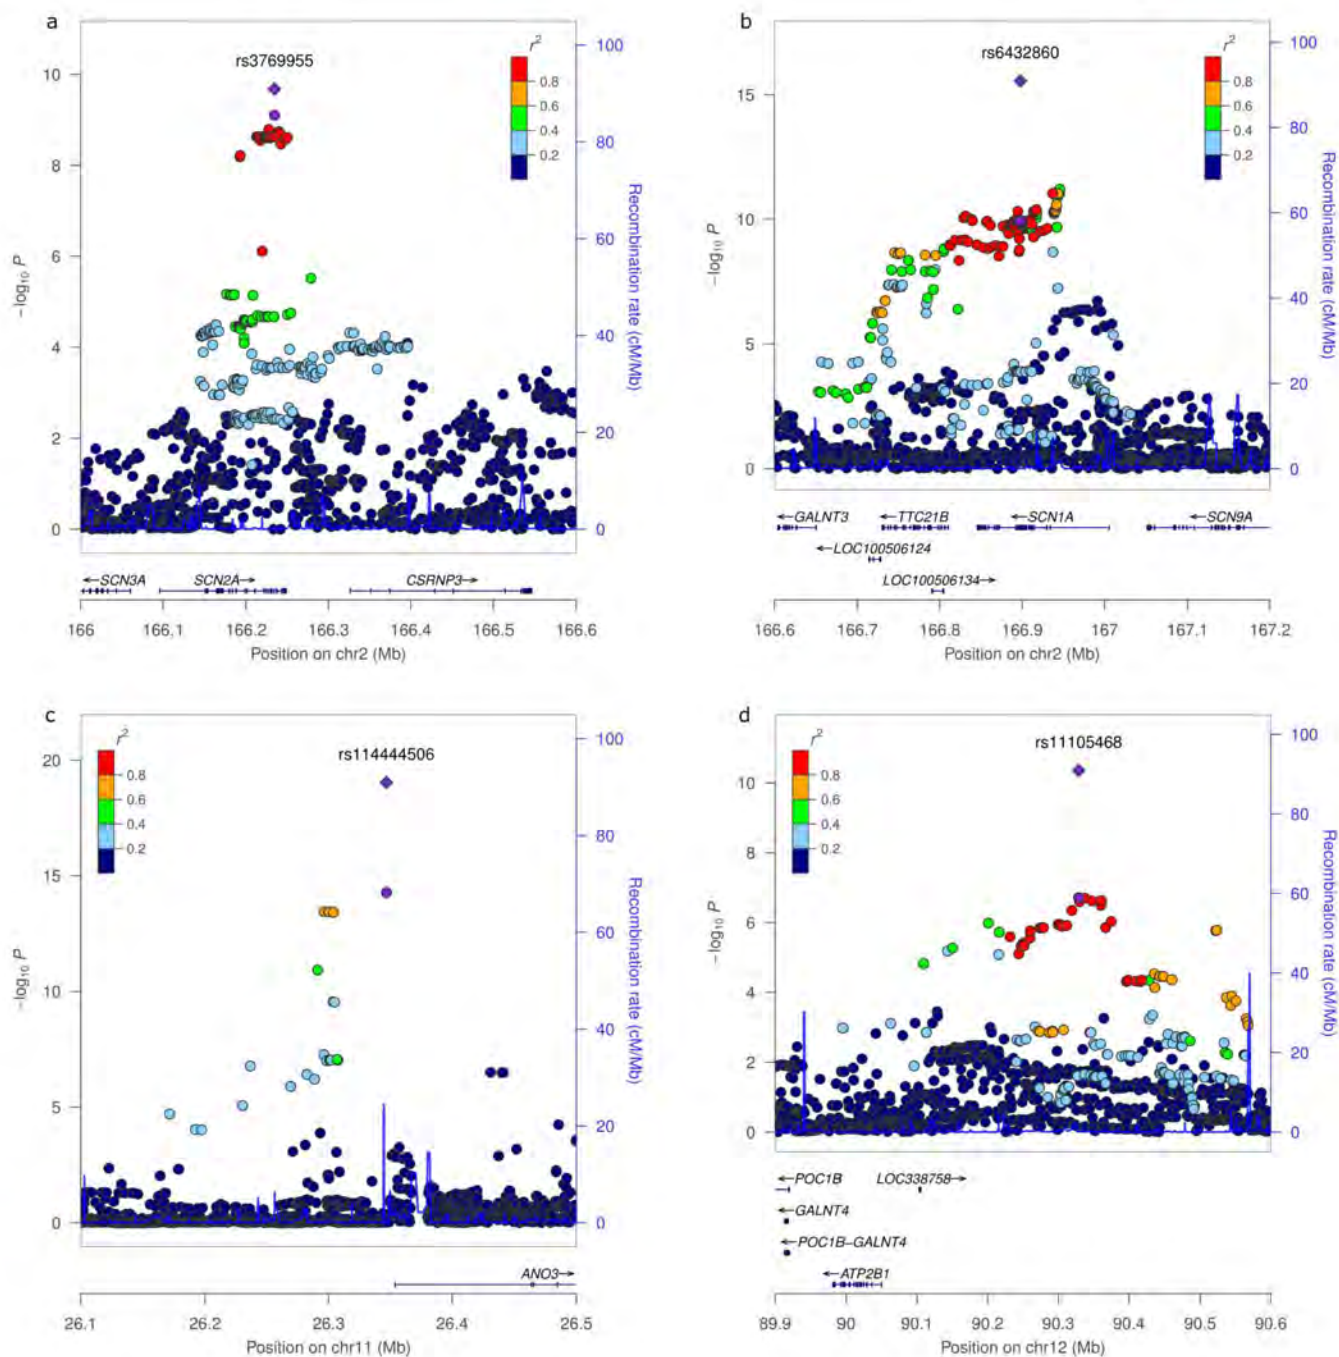 a
rs3769955
r²
0.8
0.6
0.4
0.2
10
8
6
4
2
0
−log₁₀ P
100
80
60
40
20
0
Recombination rate (cM/Mb)
←SCN3A
SCN2A→
CSRNP3→
166
166.1
166.2
166.3
166.4
166.5
166.6
Position on chr2 (Mb)
b
rs6432860
r²
0.8
0.6
0.4
0.2
15
10
5
0
−log₁₀ P
100
80
60
40
20
0
Recombination rate (cM/Mb)
←GALNT3
←TTC21B
←SCN1A
←SCN9A
←LOC100506124
LOC100506134→
166.6
166.7
166.8
166.9
167
167.1
167.2
Position on chr2 (Mb)
c
rs114444506
r²
0.8
0.6
0.4
0.2
20
15
10
5
0
−log₁₀ P
100
80
60
40
20
0
Recombination rate (cM/Mb)
ANO3→
26.1
26.2
26.3
26.4
26.5
Position on chr11 (Mb)
d
rs11105468
r²
0.8
0.6
0.4
0.2
10
8
6
4
2
0
−log₁₀ P
100
80
60
40
20
0
Recombination rate (cM/Mb)
←POC1B
LOC338758→
←GALNT4
←POC1B−GALNT4
←ATP2B1
89.9
90
90.1
90.2
90.3
90.4
90.5
90.6
Position on chr12 (Mb)